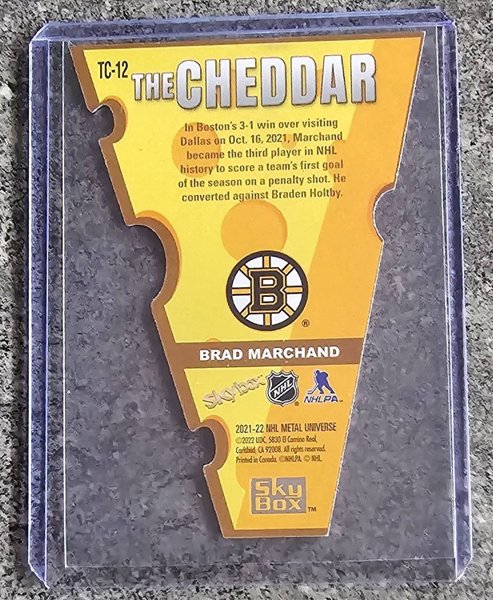 TC-12
THE CHEDDAR
In Boston's 3-1 win over visiting
Dallas on Oct. 16, 2021, Marchand
became the third player in NHL
history to score a team's first goal
of the season on a penalty shot. He
converted against Braden Holtby.
B
®
BRAD MARCHAND
Skybox
NHL
NHLPA
2021-22 NHL METAL UNIVERSE
©2022 UDC, 5830 El Camino Real,
Carlsbad, CA 92008. All rights reserved.
Printed in Canada. ©NHLPA. © NHL.
SKY
BOX
TM